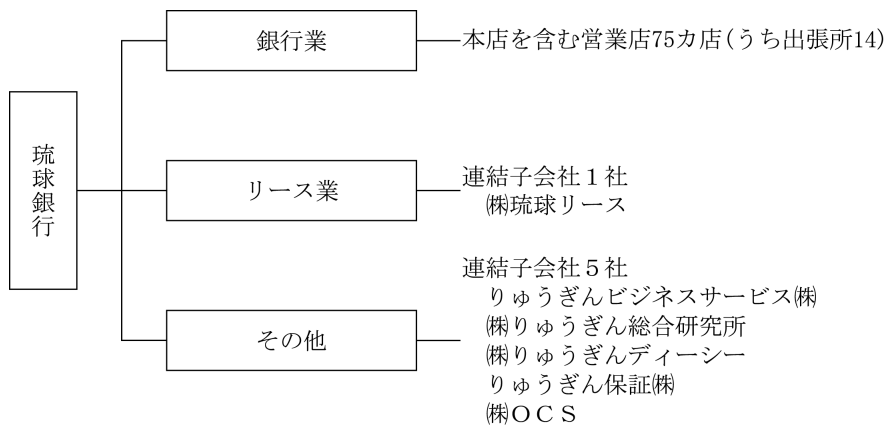 琉球銀行
銀行業
本店を含む営業店75カ店(うち出張所14)
リース業
連結子会社1社
㈱琉球リース
その他
連結子会社5社
りゅうぎんビジネスサービス㈱
㈱りゅうぎん総合研究所
㈱りゅうぎんディーシー
りゅうぎん保証㈱
㈱OCS